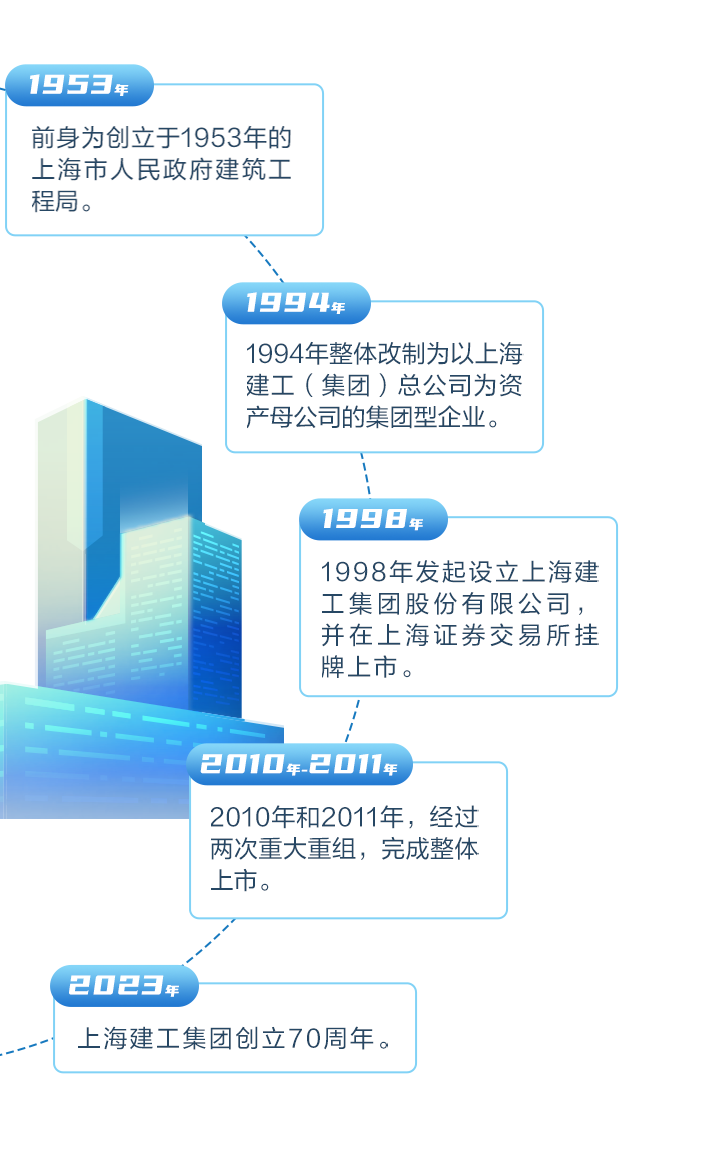 1953年
前身为创立于1953年的
上海市人民政府建筑工
程局。
1994年
1994年整体改制为以上海
建工（集团）总公司为资
产母公司的集团型企业。
1998年
1998年发起设立上海建
工集团股份有限公司，
并在上海证券交易所挂
牌上市。
2010年-2011年
2010年和2011年，经过
两次重大重组，完成整体
上市。
2023年
上海建工集团创立70周年。